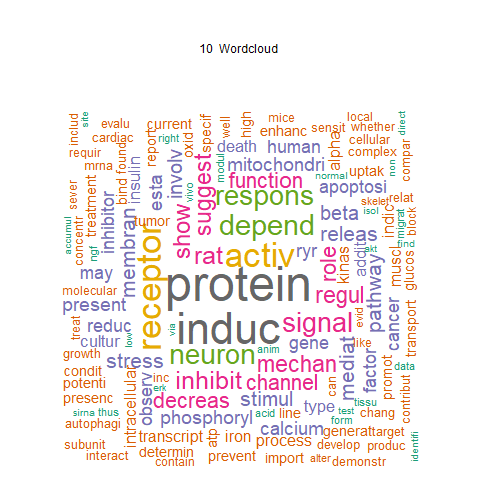 10 Wordcloud
includ
site
evalu
current
specif
well
high
mice
local
direct
cardiac
right
oxid
enhanc
sensit
whether
requir
report
alpha
cellular
compar
mrna
bind
found
suggest
death
human
complex
non
sever
treatment
insulin
involv
modul
mitochondri
normal
uptak
inhibitor
esta
vivo
function
apoptosi
skelet
relat
concentr
membran
tumor
show
respons
beta
isol
indic
migrat
block
accumul
ngf
receptor
depend
releas
find
may
rat
activ
ryr
role
addit
akt
muscl
glucos
molecular
protein
kinas
pathway
transport
present
regul
evid
treat
reduc
via
induc
signal
like
cancer
cultur
low
neuron
anim
gene
mediat
data
growth
stress
mechan
factor
promot
contribut
condit
inc
inhibit
channel
can
potenti
observ
erk
tissu
presenc
intracellular
decreas
stimul
type
test
chang
sirna
thus
phosphoryl
acid
line
form
autophagi
calcium
general
target
transcript
atp
iron
process
subunit
develop
produc
identifi
interact
determin
prevent
import
alter
demonstr
contain